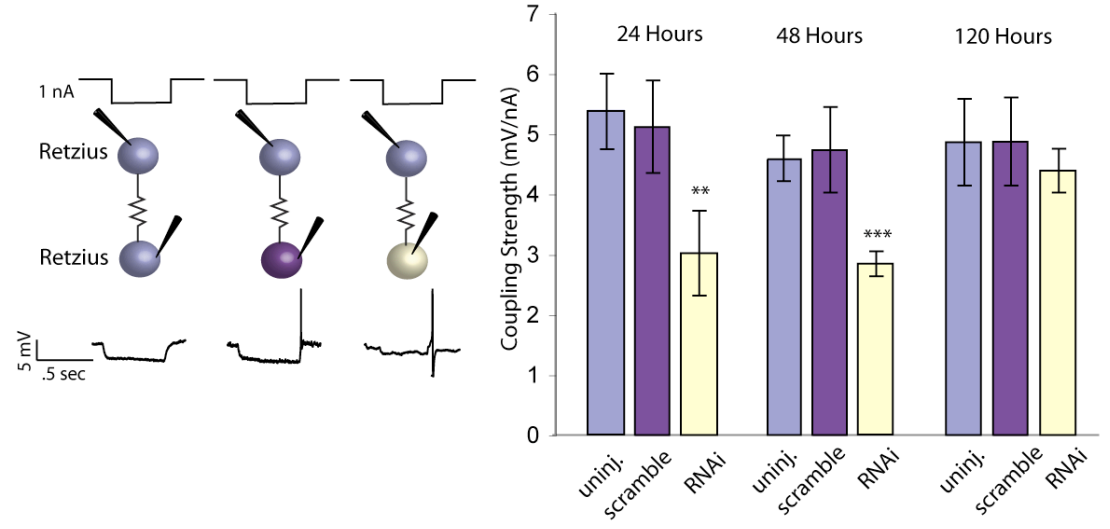 1 nA
Retzius
Retzius
5 mV
.5 sec
Coupling Strength (mV/nA)
7
6
5
4
3
2
1
0
24 Hours
48 Hours
120 Hours
**
***
uninj.
scramble
RNAi
uninj.
scramble
RNAi
uninj.
scramble
RNAi